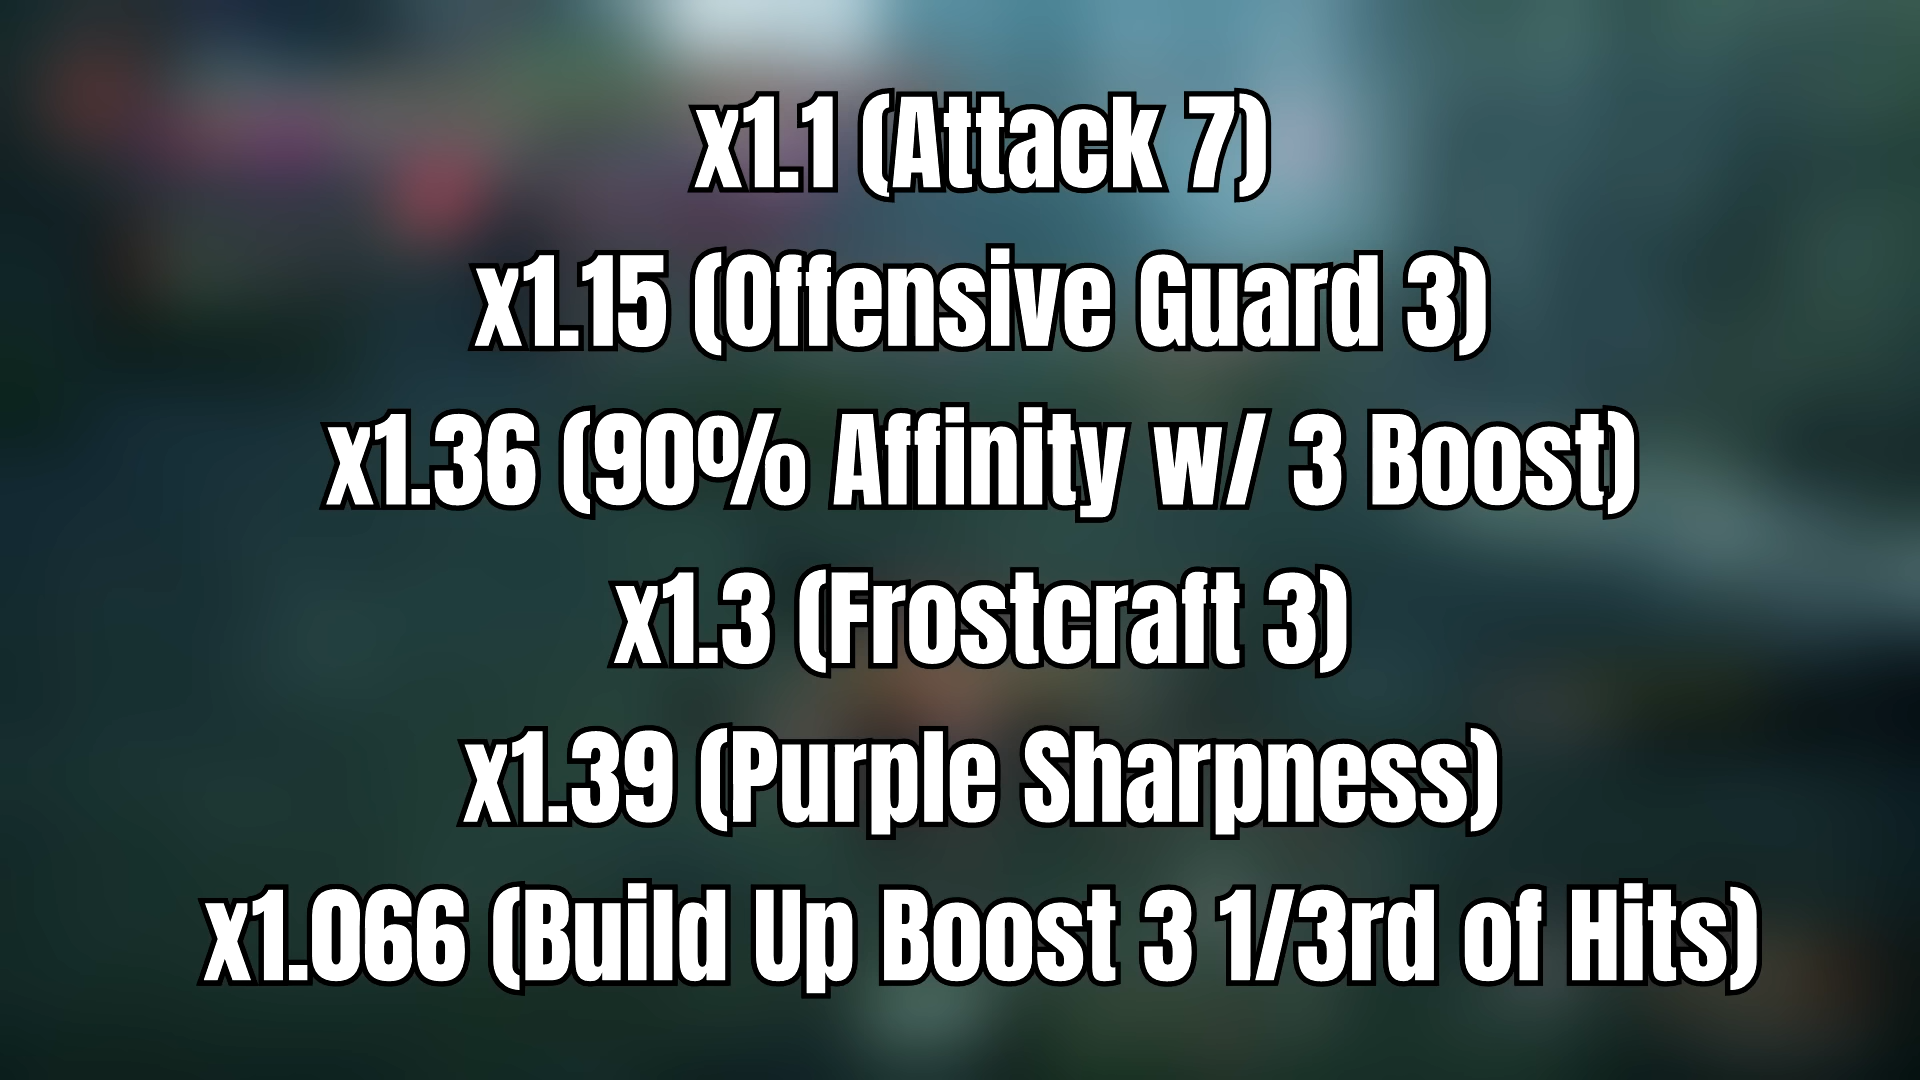 x1.1 (Attack 7)
x1.15 (Offensive Guard 3)
x1.36 (90% Affinity w/ 3 Boost)
x1.3 (Frostcraft 3)
x1.39 (Purple Sharpness)
x1.066 (Build Up Boost 3 1/3rd of Hits)